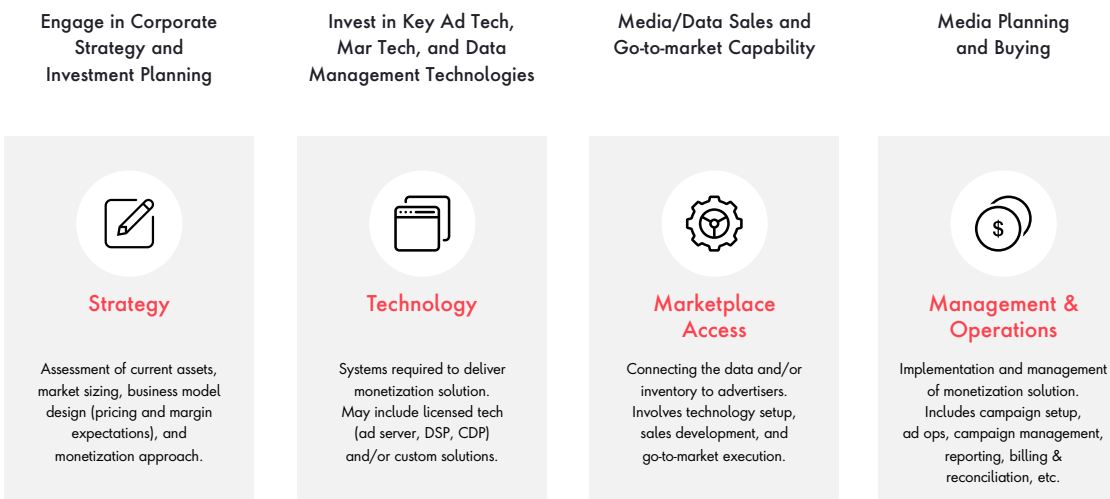 Engage in Corporate
Strategy and
Investment Planning
Invest in Key Ad Tech,
Mar Tech, and Data
Management Technologies
Media/Data Sales and
Go-to-market Capability
Media Planning
and Buying
Strategy
Assessment of current assets,
market sizing, business model
design (pricing and margin
expectations), and
monetization approach.
Technology
Systems required to deliver
monetization solution.
May include licensed tech
(ad server, DSP, CDP)
and/or custom solutions.
Marketplace
Access
Connecting the data and/or
inventory to advertisers.
Involves technology setup,
sales development, and
go-to-market execution.
$
Management &
Operations
Implementation and management
of monetization solution.
Includes campaign setup,
ad ops, campaign management,
reporting, billing &
reconciliation, etc.